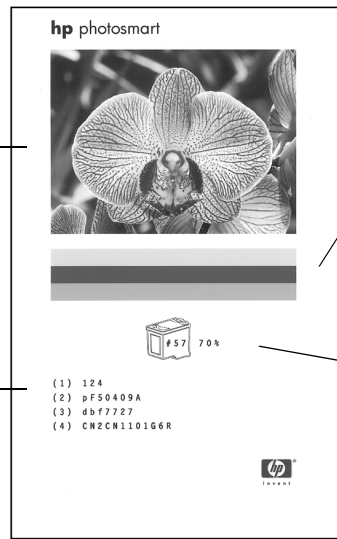 hp photosmart
#57 70%
(1) 124
(2) pF50409A
(3) dbf7727
(4) CN2CN1101G6R
hp
invent